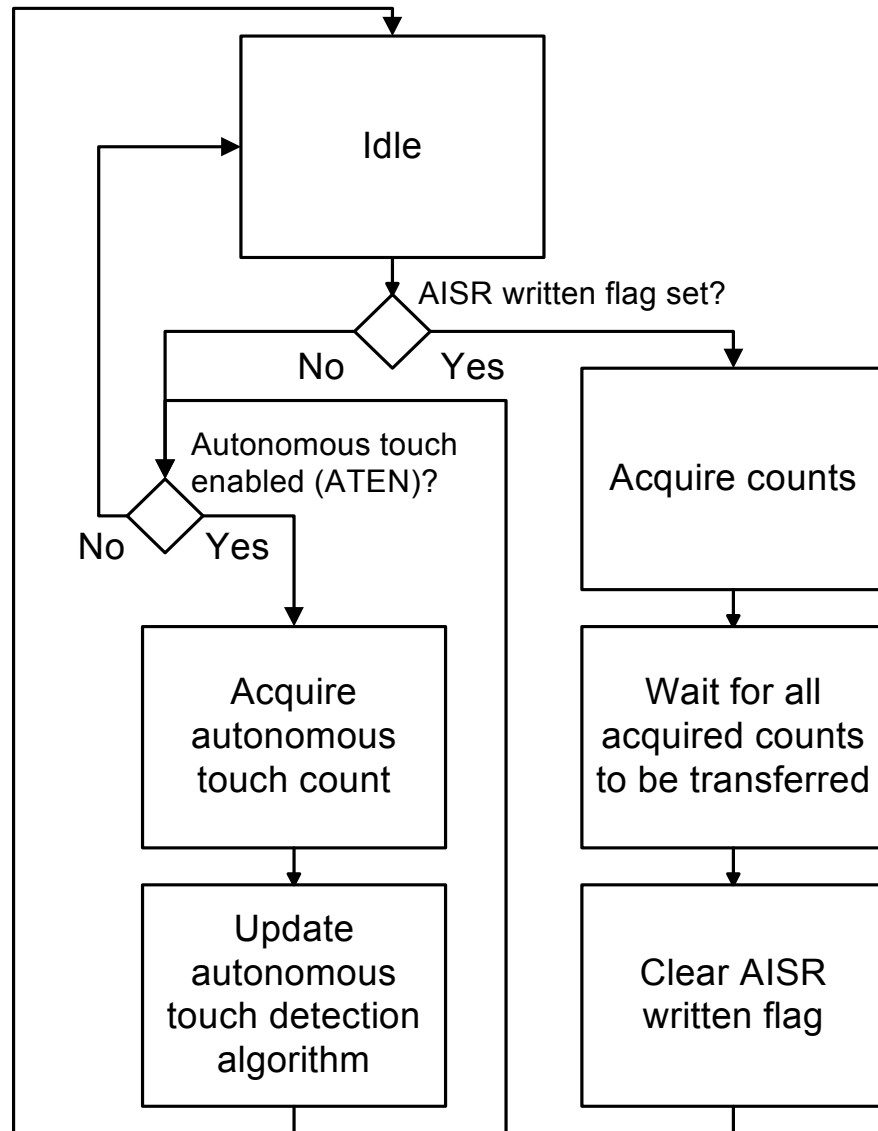 Idle
AISR written flag set?
No
Yes
Autonomous touch
enabled (ATEN)?
No
Yes
Acquire counts
Acquire
autonomous
touch count
Wait for all
acquired counts
to be transferred
Update
autonomous
touch detection
algorithm
Clear AISR
written flag